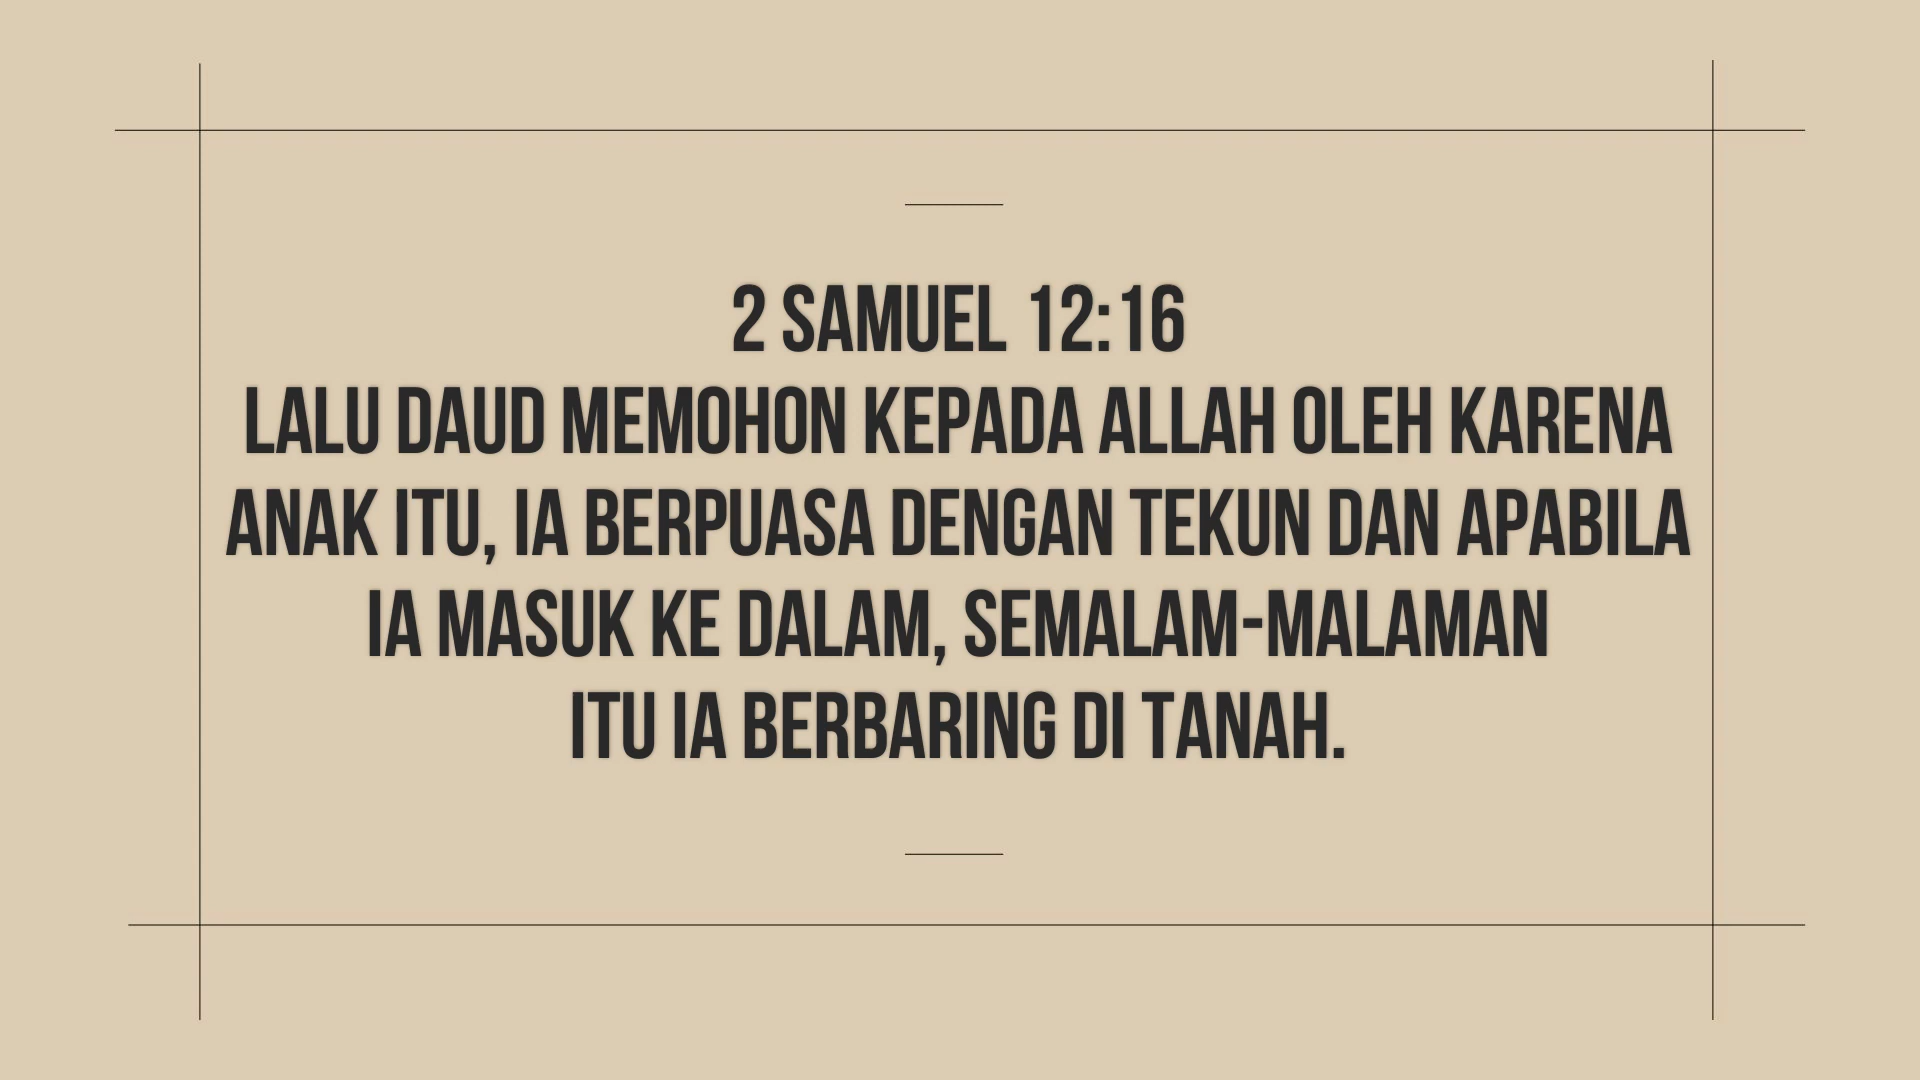 2 SAMUEL 12:16
LALU DAUD MEMOHON KEPADA ALLAH OLEH KARENA
ANAK ITU, IA BERPUASA DENGAN TEKUN DAN APABILA
IA MASUK KE DALAM, SEMALAM-MALAMAN
ITU IA BERBARING DI TANAH.